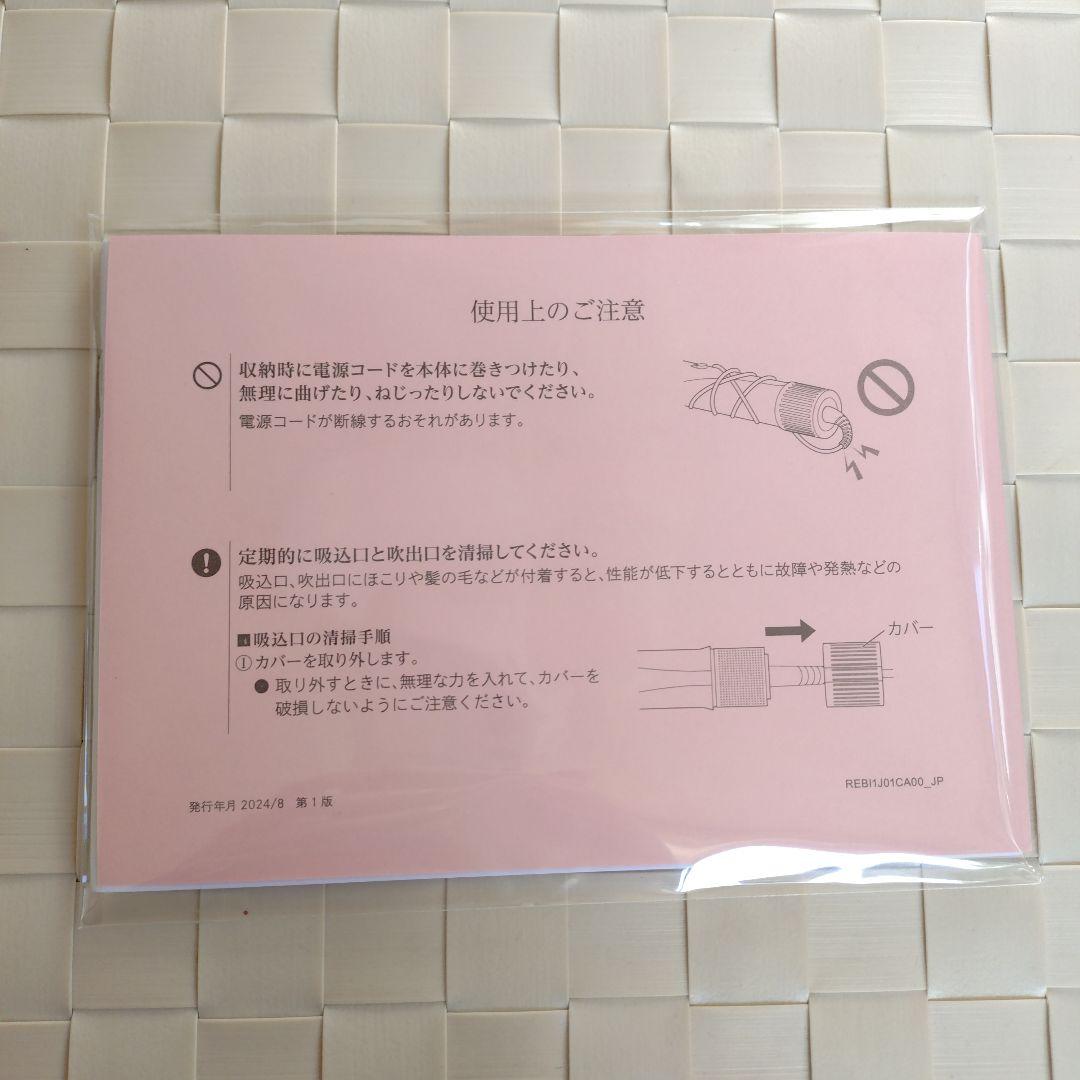 使用上のご注意
収納時に電源コードを本体に巻きつけたり、
無理に曲げたり、ねじったりしないでください。
電源コードが断線するおそれがあります。
定期的に吸込口と吹出口を清掃してください。
吸込口、吹出口にほこりや髪の毛などが付着すると、性能が低下するとともに故障や発熱などの
原因になります。
■吸込口の清掃手順
①カバーを取り外します。
● 取り外すときに、無理な力を入れて、カバーを
破損しないようにご注意ください。
カバー
REBI1J01CA00_JP
発行年月 2024/8 第1版